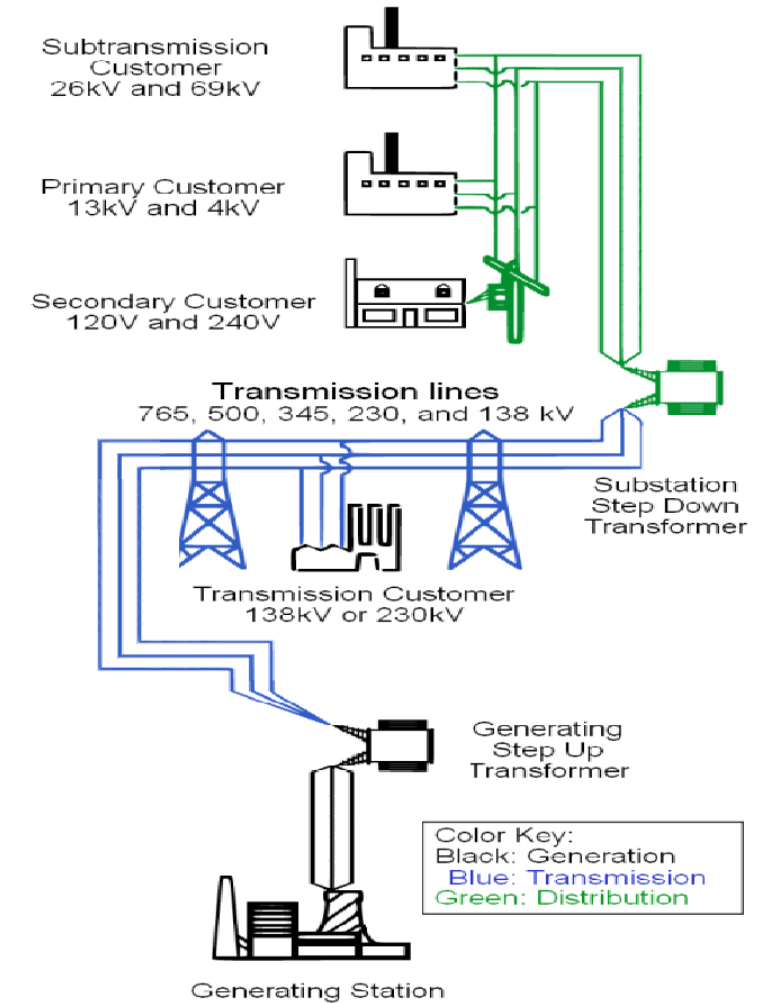 Subtransmission
Customer
26kV and 69kV
Primary Customer
13kV and 4kV
Secondary Customer
120V and 240V
Transmission lines
765, 500, 345, 230, and 138 kV
Substation
Step Down
Transformer
Transmission Customer
138kV or 230kV
Generating
Step Up
Transformer
Color Key:
Black: Generation
Blue: Transmission
Green: Distribution
Generating Station